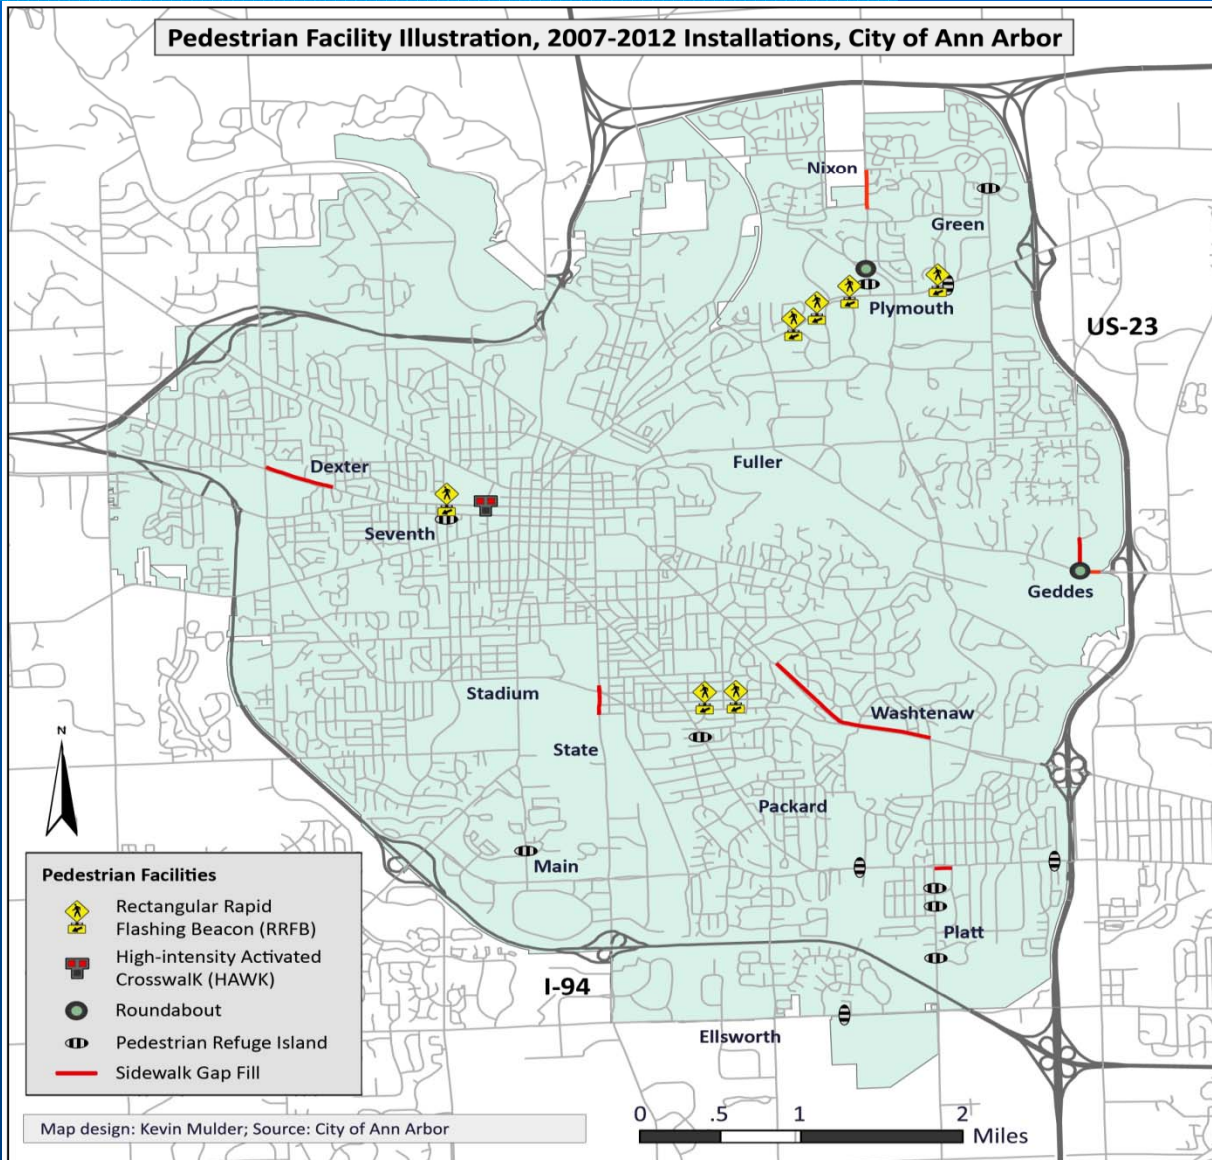 Pedestrian Facility Illustration, 2007-2012 Installations, City of Ann Arbor
Nixon
Green
Plymouth
US-23
Dexter
Fuller
Seventh
Geddes
Stadium
Washtenaw
State
N
Packard
Main
Platt
I-94
Ellsworth
Pedestrian Facilities
Rectangular Rapid
Flashing Beacon (RRFB)
High-intensity Activated
CrosswalK (HAWK)
Roundabout
Pedestrian Refuge Island
Sidewalk Gap Fill
0 .5 1 2
Miles
Map design: Kevin Mulder; Source: City of Ann Arbor